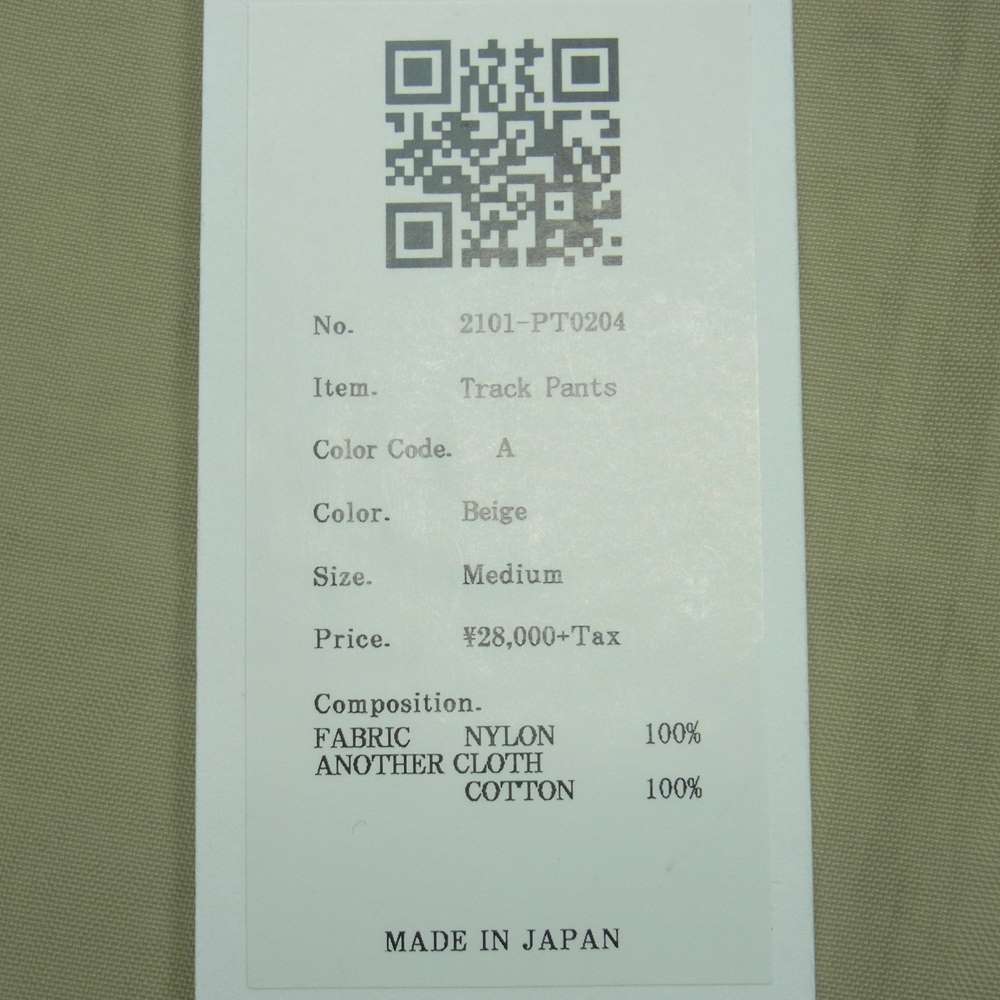 No. 2101-PT0204
Item. Track Pants
Color Code. A
Color. Beige
Size. Medium
Price. ¥28,000+Tax
Composition.
FABRIC NYLON 100%
ANOTHER CLOTH
COTTON 100%
MADE IN JAPAN